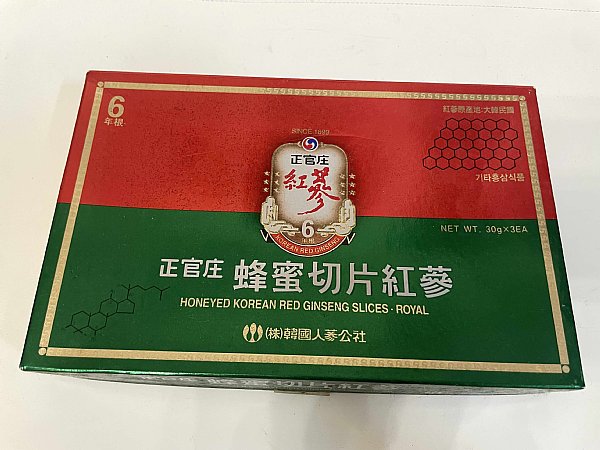 6
年根
紅蔘原産地:大韓民國
기타홍삼식품
SINCE 1899
正官庄
紅蔘
6
年根
KOREAN RED GINSENG
NET WT. 30g×3EA
正官庄 蜂蜜切片紅蔘
HONEYED KOREAN RED GINSENG SLICES·ROYAL
(株)韓國人蔘公社